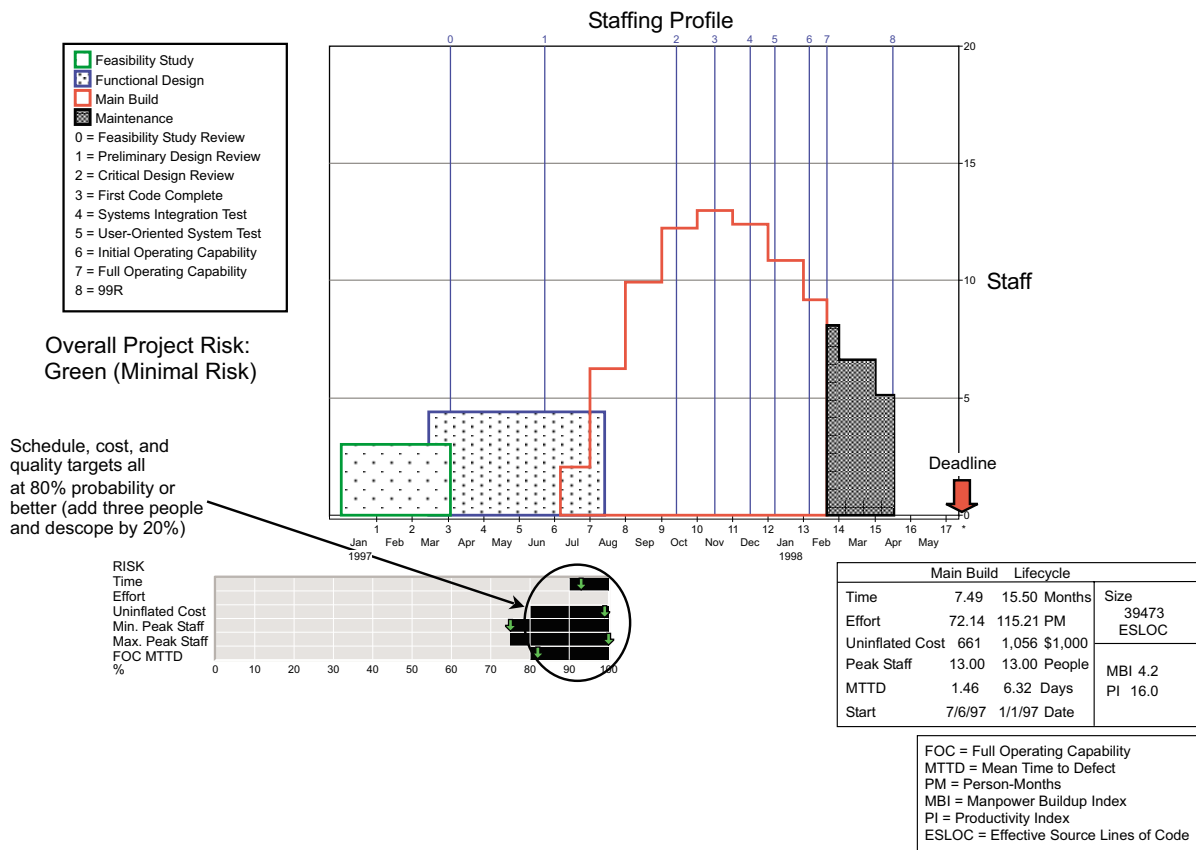 Staffing Profile
Feasibility Study
Functional Design
Main Build
Maintenance
0 = Feasibility Study Review
1 = Preliminary Design Review
2 = Critical Design Review
3 = First Code Complete
4 = Systems Integration Test
5 = User-Oriented System Test
6 = Initial Operating Capability
7 = Full Operating Capability
8 = 99R
0 1 2 3 4 5 6 7 8
20
15
10
5
0
Staff
Overall Project Risk:
Green (Minimal Risk)
Schedule, cost, and
quality targets all
at 80% probability or
better (add three people
and descope by 20%)
Deadline
1 2 3 4 5 6 7 8 9 10 11 12 13 14 15 16 17 *
Jan Feb Mar Apr May Jun Jul Aug Sep Oct Nov Dec Jan Feb Mar Apr May
1997 1998
RISK
Time
Effort
Uninflated Cost
Min. Peak Staff
Max. Peak Staff
FOC MTTD
%
0 10 20 30 40 50 60 70 80 90 100
Main Build Lifecycle
Time 7.49 15.50 Months
Effort 72.14 115.21 PM
Uninflated Cost 661 1,056 $1,000
Peak Staff 13.00 13.00 People
MTTD 1.46 6.32 Days
Start 7/6/97 1/1/97 Date
Size
39473
ESLOC
MBI 4.2
PI 16.0
FOC = Full Operating Capability
MTTD = Mean Time to Defect
PM = Person-Months
MBI = Manpower Buildup Index
PI = Productivity Index
ESLOC = Effective Source Lines of Code